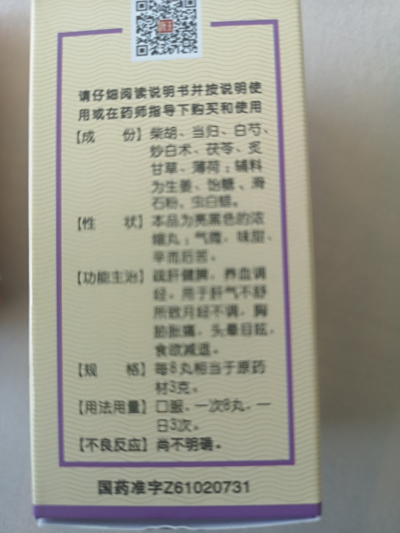 请仔细阅读说明书并按说明使
用或在药师指导下购买和使用
【成 份】柴胡、当归、白芍、
炒白术、茯苓、炙
甘草、薄荷；辅料
为生姜、饴糖、滑
石粉、虫白蜡。
【性 状】本品为亮黑色的浓
缩丸；气微，味甜、
辛而后苦。
【功能主治】疏肝健脾，养血调
经。用于肝气不舒
所致月经不调，胸
胁胀痛，头晕目眩，
食欲减退。
【规 格】每8丸相当于原药
材3克。
【用法用量】口服，一次8丸，一
日3次。
【不良反应】尚不明确。
国药准字Z61020731